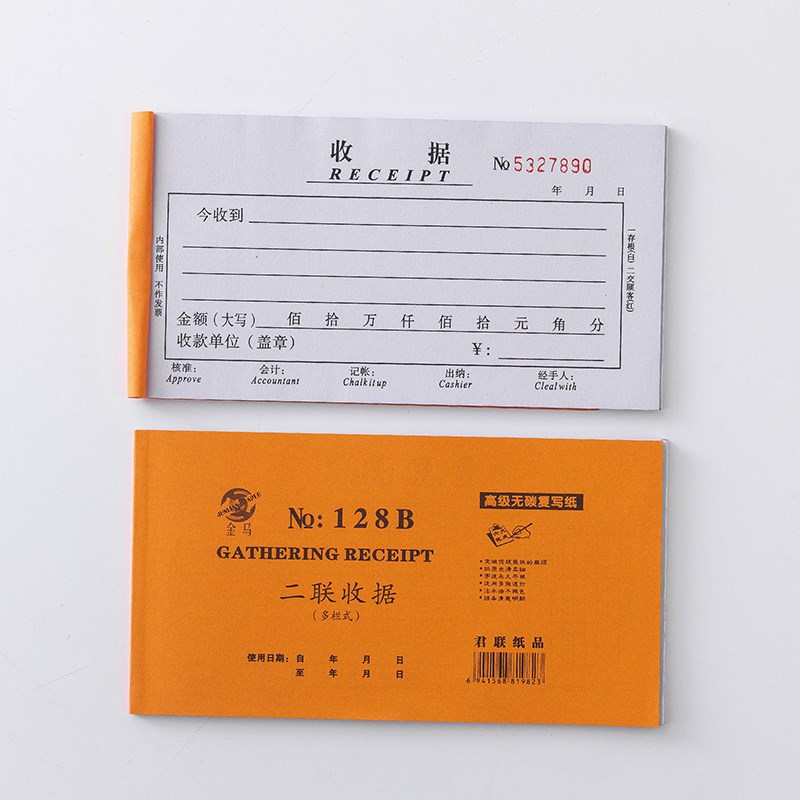 收 据
RECEIPT
№ 5327890
年 月 日
今收到
金额（大写） 佰 拾 万 仟 佰 拾 元 角 分
收款单位（盖章） ¥：
核准： 会计： 记帐： 出纳： 经手人：
Approve Accountant Chalkitup Cashier Clealwith
内部使用 不作发票
一存根(白) 二交顾客(红)
金马
№: 128B
GATHERING RECEIPT
二联收据
（多栏式）
使用日期：自 年 月 日
至 年 月 日
高级无碳复写纸
君联纸品
6 941568 819823